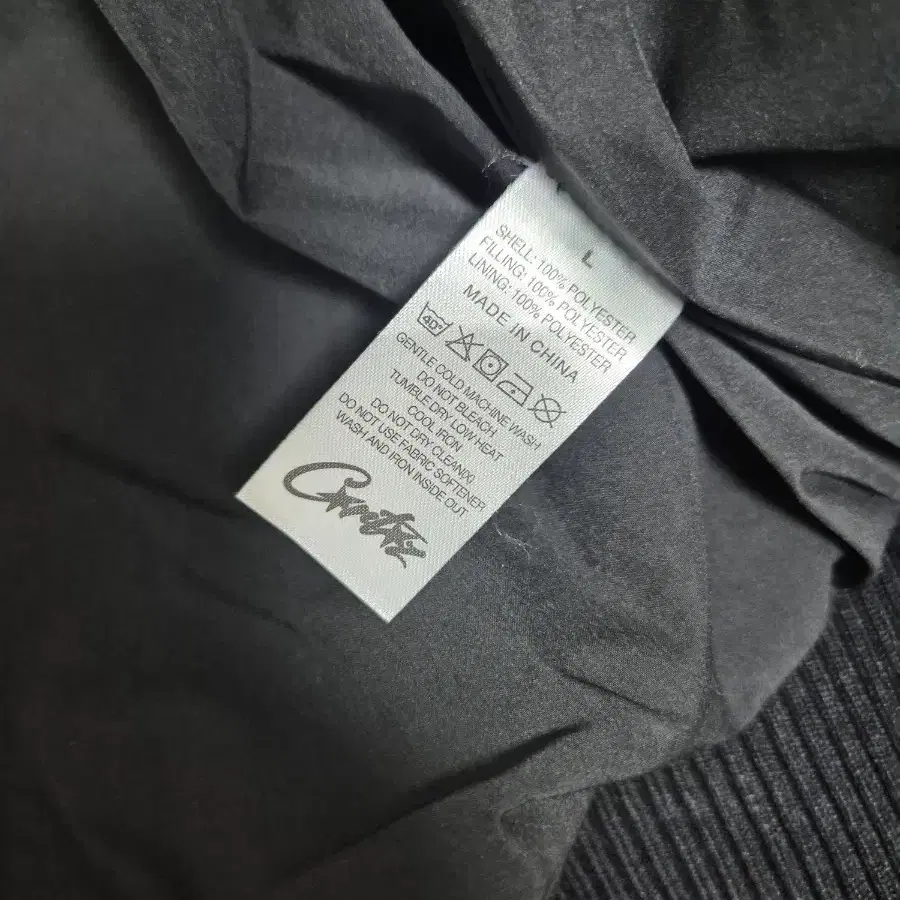 L
SHELL: 100% POLYESTER
FILLING: 100% POLYESTER
LINING: 100% POLYESTER
MADE IN CHINA
40°
GENTLE COLD MACHINE WASH
DO NOT BLEACH
TUMBLE DRY LOW HEAT
COOL IRON
DO NOT DRY CLEAN(X)
DO NOT USE FABRIC SOFTENER
WASH AND IRON INSIDE OUT
Corteiz